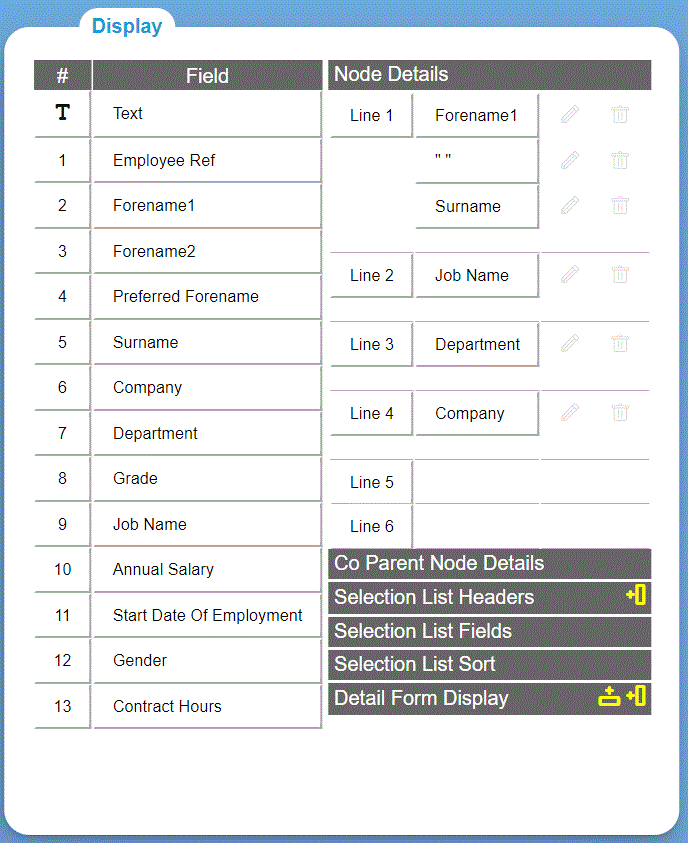 Display
# Field
T Text
1 Employee Ref
2 Forename1
3 Forename2
4 Preferred Forename
5 Surname
6 Company
7 Department
8 Grade
9 Job Name
10 Annual Salary
11 Start Date Of Employment
12 Gender
13 Contract Hours
Node Details
Line 1 Forename1
" "
Surname
Line 2 Job Name
Line 3 Department
Line 4 Company
Line 5
Line 6
Co Parent Node Details
Selection List Headers
Selection List Fields
Selection List Sort
Detail Form Display